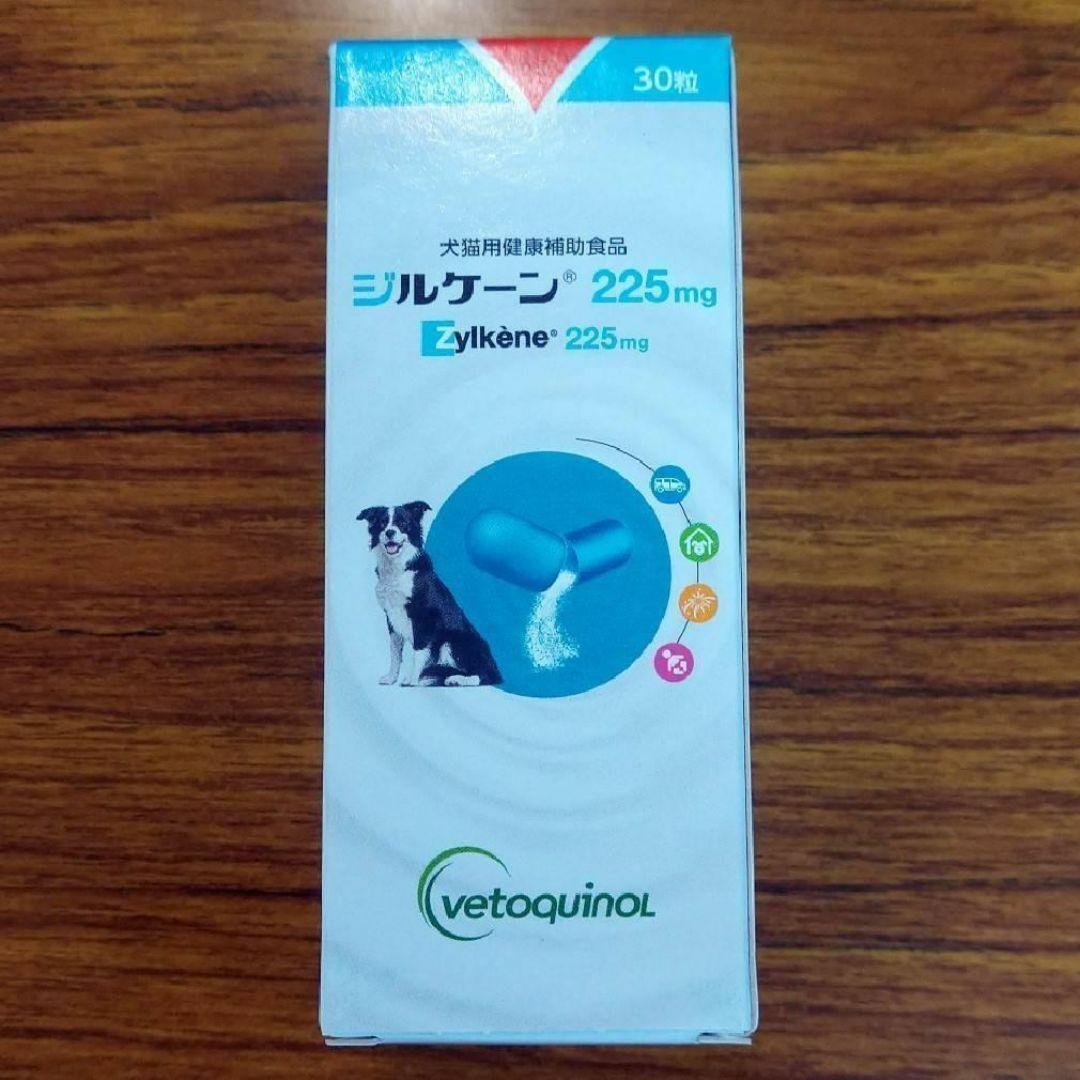 30粒
犬猫用健康補助食品
ジルケーン® 225mg
Zylkène® 225mg
vetoquinol